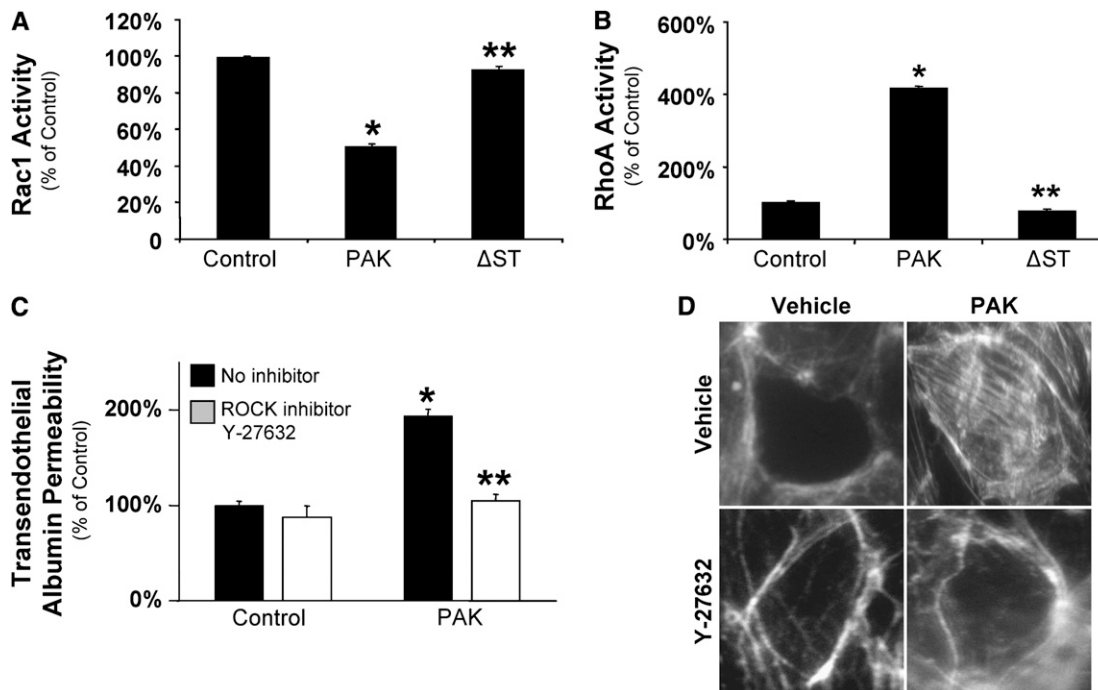 A
Rac1 Activity
(% of Control)
120%
100%
80%
60%
40%
20%
0
*
**
Control PAK ΔST
B
RhoA Activity
(% of Control)
600%
400%
200%
0%
*
**
Control PAK ΔST
C
Transendothelial
Albumin Permeability
(% of Control)
200%
100%
0%
No inhibitor
ROCK inhibitor
Y-27632
*
**
Control PAK
D
Vehicle PAK
Vehicle
Y-27632